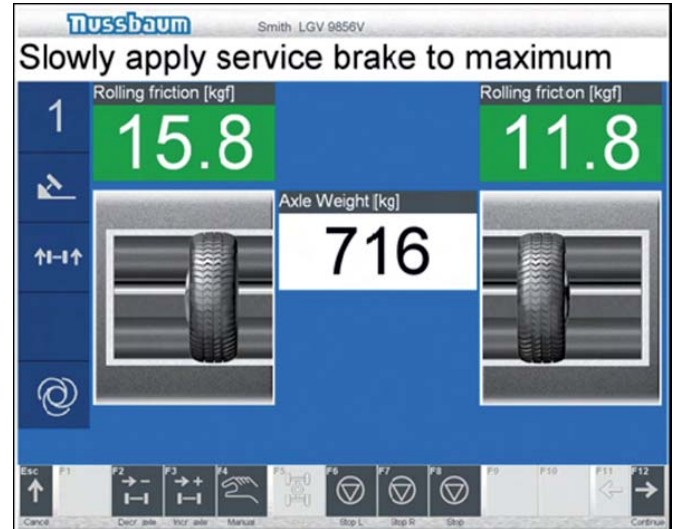 Nussbaum Smith LGV 9856V
Slowly apply service brake to maximum
1
Rolling friction [kgf]
15.8
Rolling fricton [kgf]
11.8
Axle Weight [kg]
716
Esc F1 F2 F3 F4 F5 F6 F7 F8 F9 F10 F11 F12
Cancel Decr axle Incr axle Manual Stop L Stop R Stop Continue